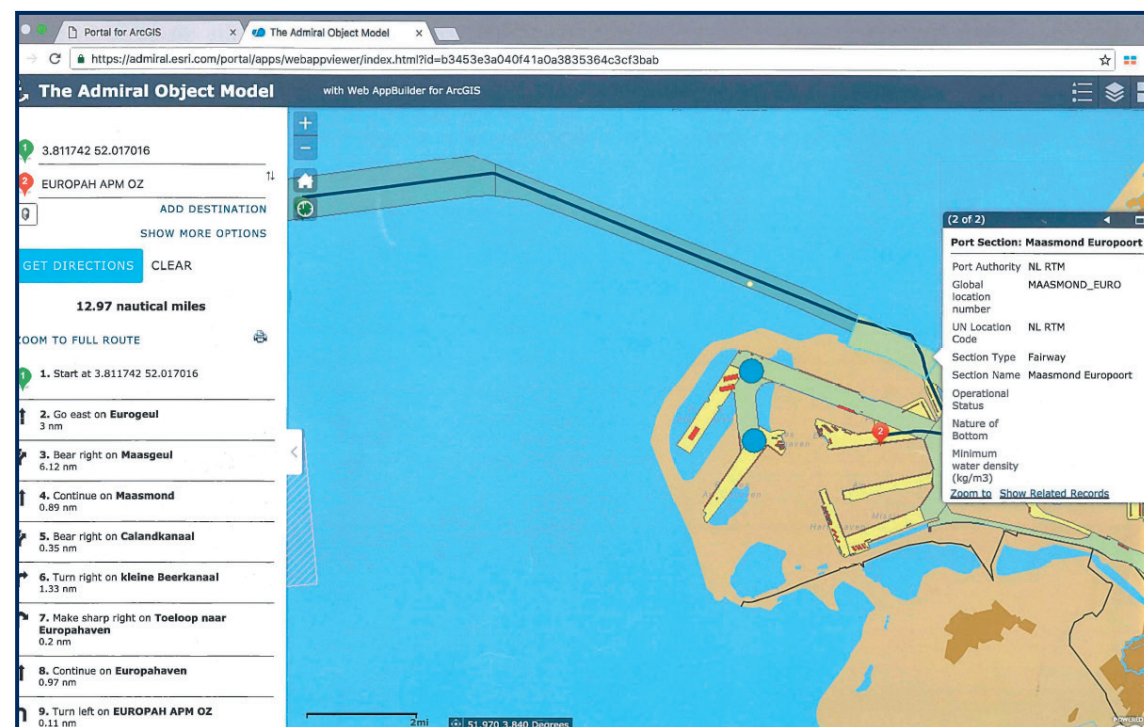 Portal for ArcGIS x
The Admiral Object Model x
https://admiral.esri.com/portal/apps/webappviewer/index.html?id=b3453e3a040f41a0a3835364c3cf3bab
The Admiral Object Model
with Web AppBuilder for ArcGIS
1 3.811742 52.017016
2 EUROPAH APM OZ
ADD DESTINATION
SHOW MORE OPTIONS
GET DIRECTIONS CLEAR
12.97 nautical miles
ZOOM TO FULL ROUTE
1 1. Start at 3.811742 52.017016
2. Go east on Eurogeul
3 nm
3. Bear right on Maasgeul
6.12 nm
4. Continue on Maasmond
0.89 nm
5. Bear right on Calandkanaal
0.35 nm
6. Turn right on kleine Beerkanaal
1.33 nm
7. Make sharp right on Toeloop naar
Europahaven
0.2 nm
8. Continue on Europahaven
0.97 nm
9. Turn left on EUROPAH APM OZ
0.11 nm
+
−
2
2mi
51.970 3.840 Degrees
(2 of 2)
Port Section: Maasmond Europoort
Port Authority NL RTM
Global
location
number
MAASMOND_EURO
UN Location
Code
NL RTM
Section Type Fairway
Section Name Maasmond Europoort
Operational
Status
Nature of
Bottom
Minimum
water density
(kg/m3)
Zoom to Show Related Records